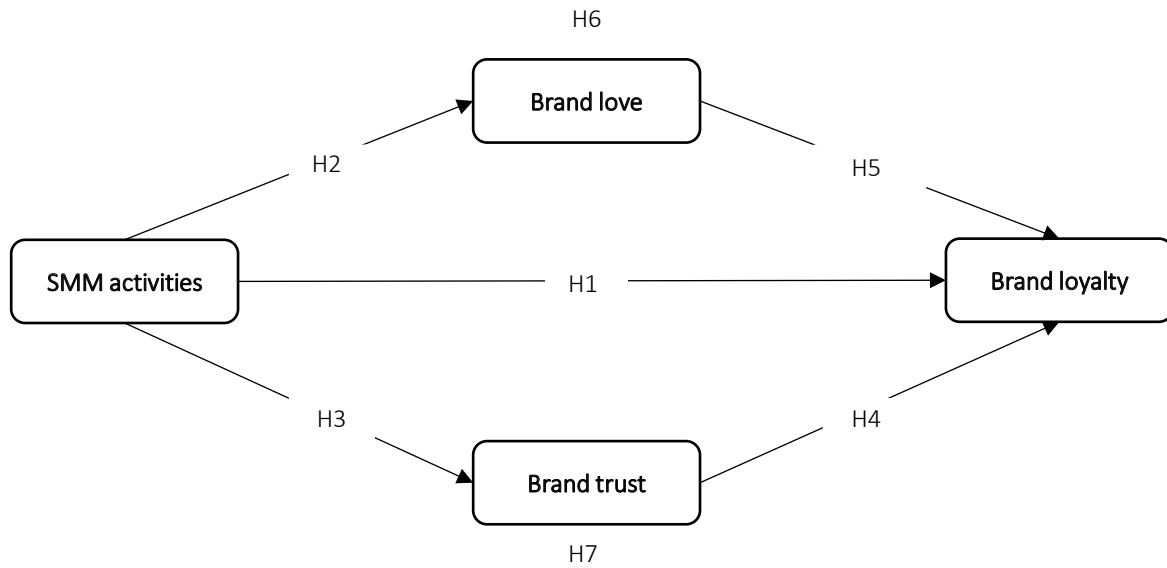 H6
Brand love
H2
H5
SMM activities
H1
Brand loyalty
H3
H4
Brand trust
H7